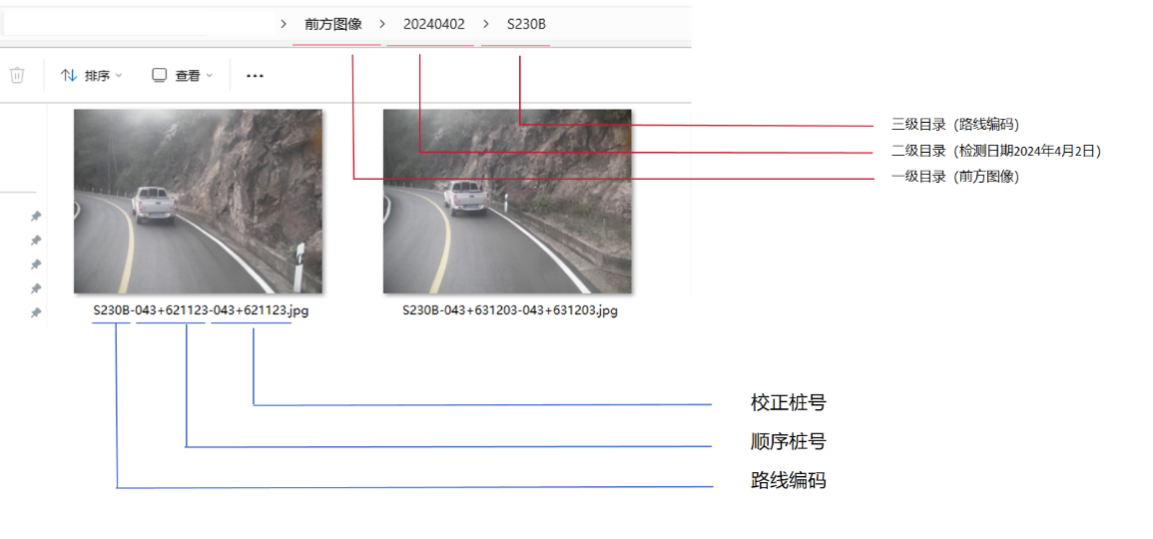 前方图像 > 20240402 > S230B
排序 查看 ...
三级目录（路线编码）
二级目录（检测日期2024年4月2日）
一级目录（前方图像）
S230B-043+621123-043+621123.jpg
S230B-043+631203-043+631203.jpg
校正桩号
顺序桩号
路线编码